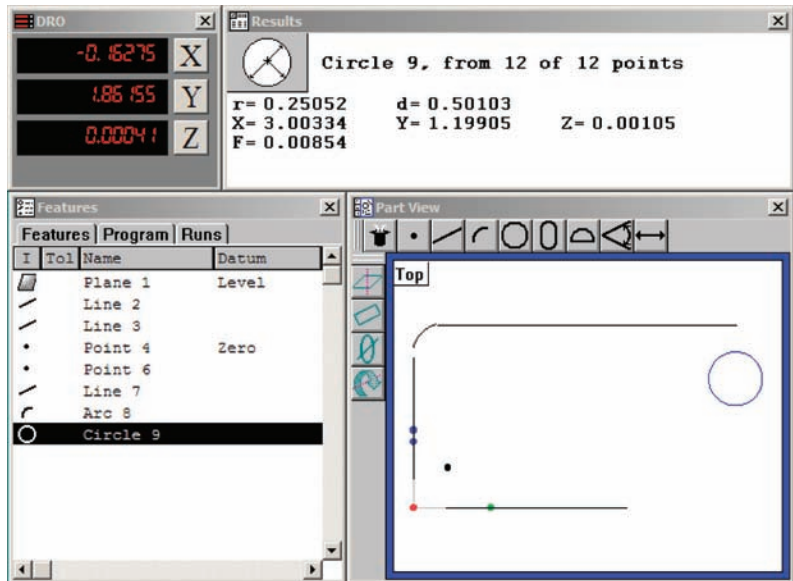 DRO
-0.16275 X
1.86155 Y
0.00041 Z
Results
Circle 9, from 12 of 12 points
r= 0.25052 d= 0.50103
X= 3.00334 Y= 1.19905 Z= 0.00105
F= 0.00854
Features
Features Program Runs
I Tol Name Datum
Plane 1 Level
Line 2
Line 3
Point 4 Zero
Point 6
Line 7
Arc 8
Circle 9
Part View
Top